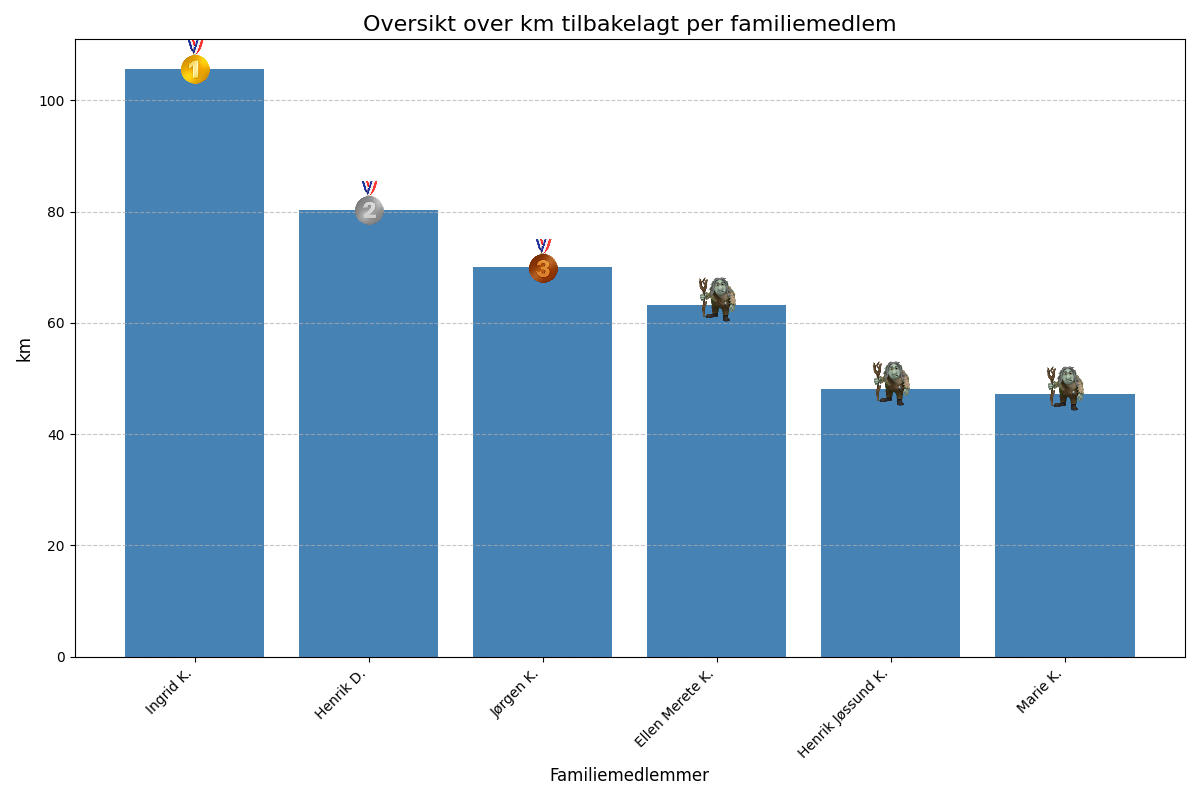 Oversikt over km tilbakelagt per familiemedlem
km
100
80
60
40
20
0
1
2
3
Ingrid K.
Henrik D.
Jørgen K.
Ellen Merete K.
Henrik Jøssund K.
Marie K.
Familiemedlemmer